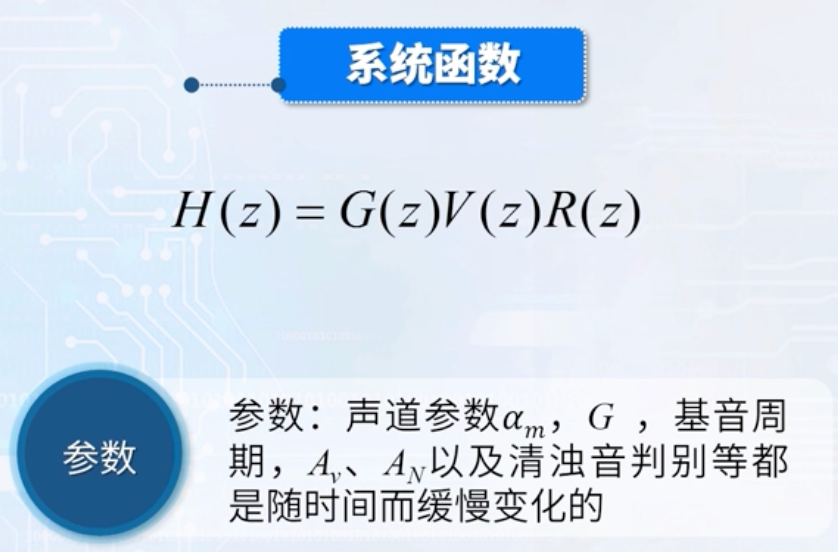 系统函数
H(z) = G(z)V(z)R(z)
参数
参数：声道参数αₘ，G ，基音周
期，Aᵥ、A_N以及清浊音判别等都
是随时间而缓慢变化的